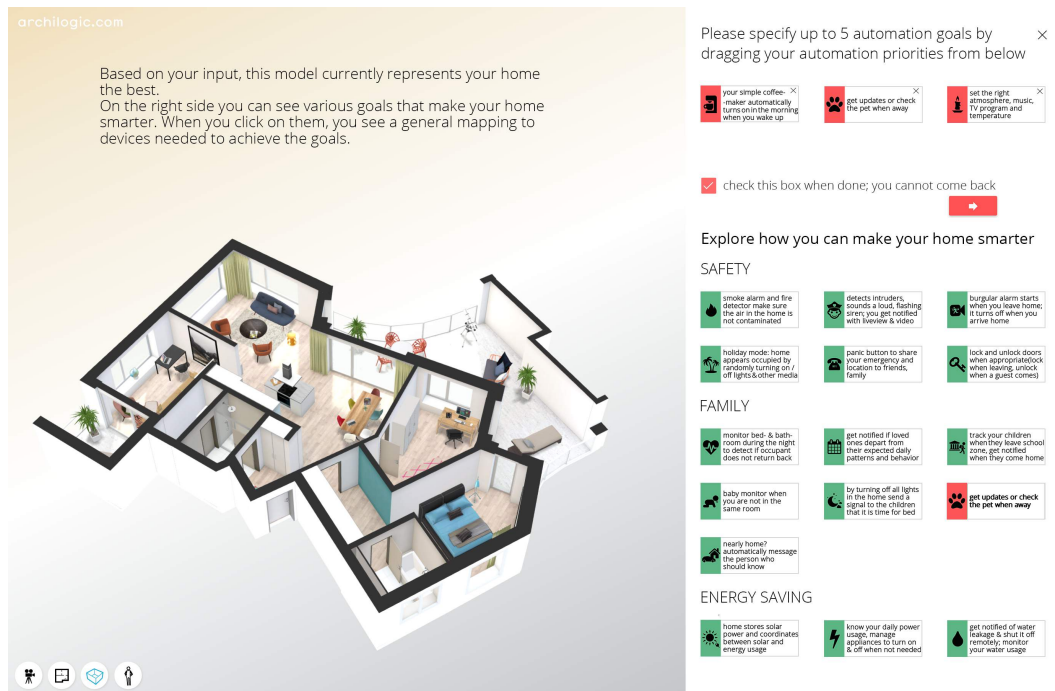 archilogic.com
Based on your input, this model currently represents your home
the best.
On the right side you can see various goals that make your home
smarter. When you click on them, you see a general mapping to
devices needed to achieve the goals.
Please specify up to 5 automation goals by
dragging your automation priorities from below
your simple coffee-
-maker automatically
turns on in the morning
when you wake up
get updates or check
the pet when away
set the right
atmosphere, music,
TV program and
temperature
check this box when done; you cannot come back
Explore how you can make your home smarter
SAFETY
smoke alarm and fire
detector make sure
the air in the home is
not contaminated
detects intruders,
sounds a loud, flashing
siren; you get notified
with liveview & video
burgular alarm starts
when you leave home;
it turns off when you
arrive home
holiday mode: home
appears occupied by
randomly turning on /
off lights & other media
panic button to share
your emergency and
location to friends,
family
lock and unlock doors
when appropriate(lock
when leaving, unlock
when a guest comes)
FAMILY
monitor bed- & bath-
room during the night
to detect if occupant
does not return back
get notified if loved
ones depart from
their expected daily
patterns and behavior
track your children
when they leave school
zone, get notified
when they come home
baby monitor when
you are not in the
same room
by turning off all lights
in the home send a
signal to the children
that it is time for bed
get updates or check
the pet when away
nearly home?
automatically message
the person who
should know
ENERGY SAVING
home stores solar
power and coordinates
between solar and
energy usage
know your daily power
usage, manage
appliances to turn on
& off when not needed
get notified of water
leakage & shut it off
remotely; monitor
your water usage